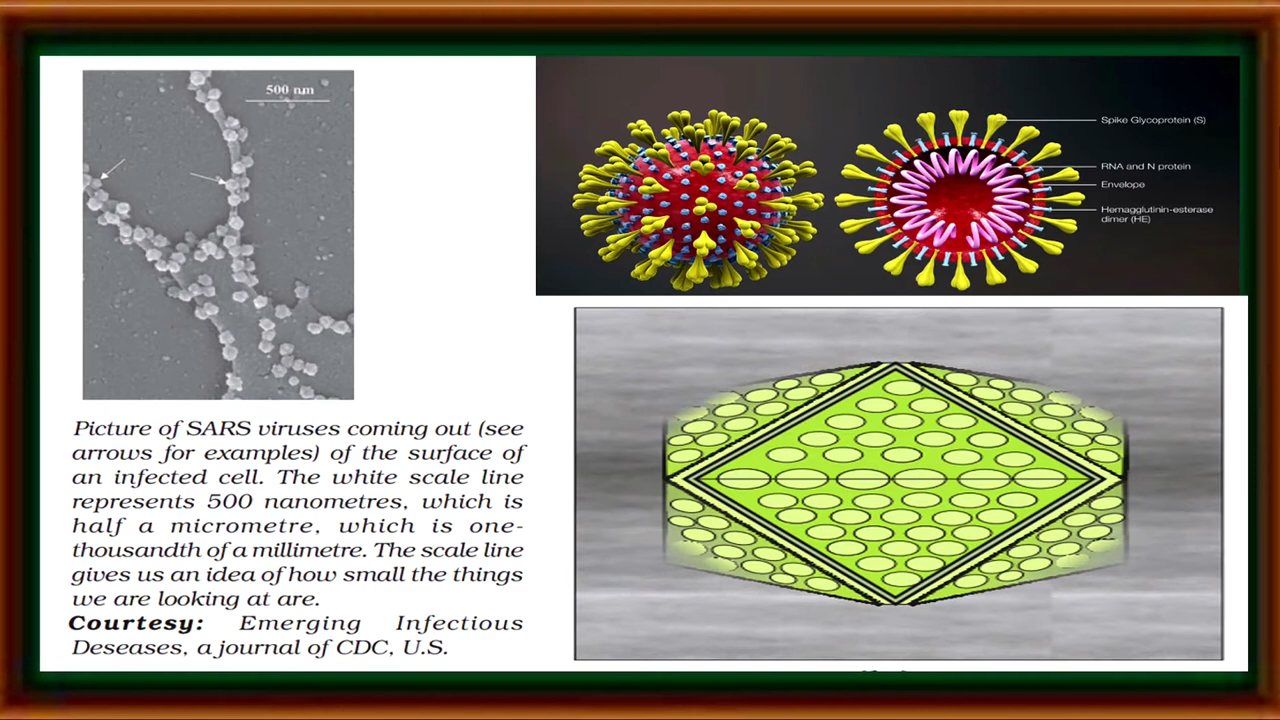 500 nm
Picture of SARS viruses coming out (see
arrows for examples) of the surface of
an infected cell. The white scale line
represents 500 nanometres, which is
half a micrometre, which is one-
thousandth of a millimetre. The scale line
gives us an idea of how small the things
we are looking at are.
Courtesy: Emerging Infectious
Deseases, a journal of CDC, U.S.
Spike Glycoprotein (S)
RNA and N protein
Envelope
Hemagglutinin-esterase
dimer (HE)